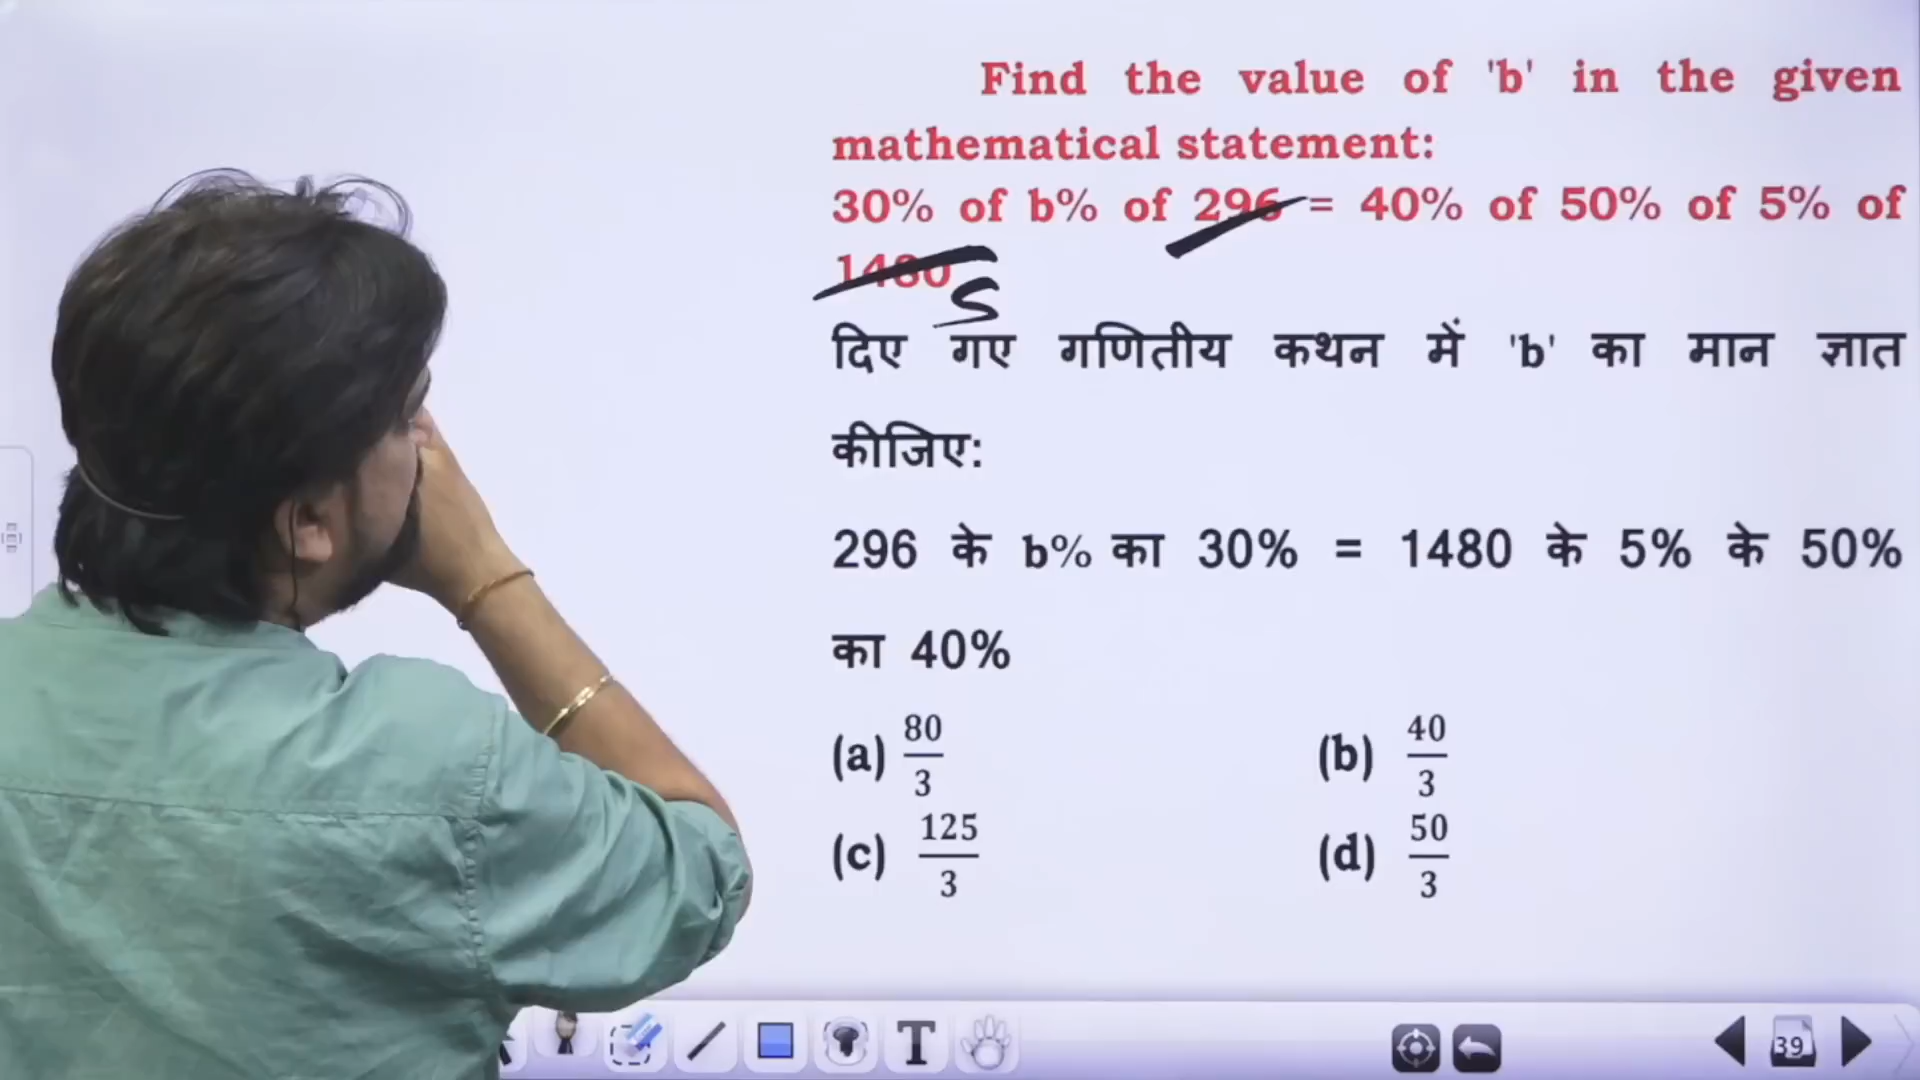 Find the value of 'b' in the given
mathematical statement:
30% of b% of 296 = 40% of 50% of 5% of
1480
5
दिए गए गणितीय कथन में 'b' का मान ज्ञात
कीजिए:
296 के b% का 30% = 1480 के 5% के 50%
का 40%
(a) 80/3 (b) 40/3
(c) 125/3 (d) 50/3
T 39